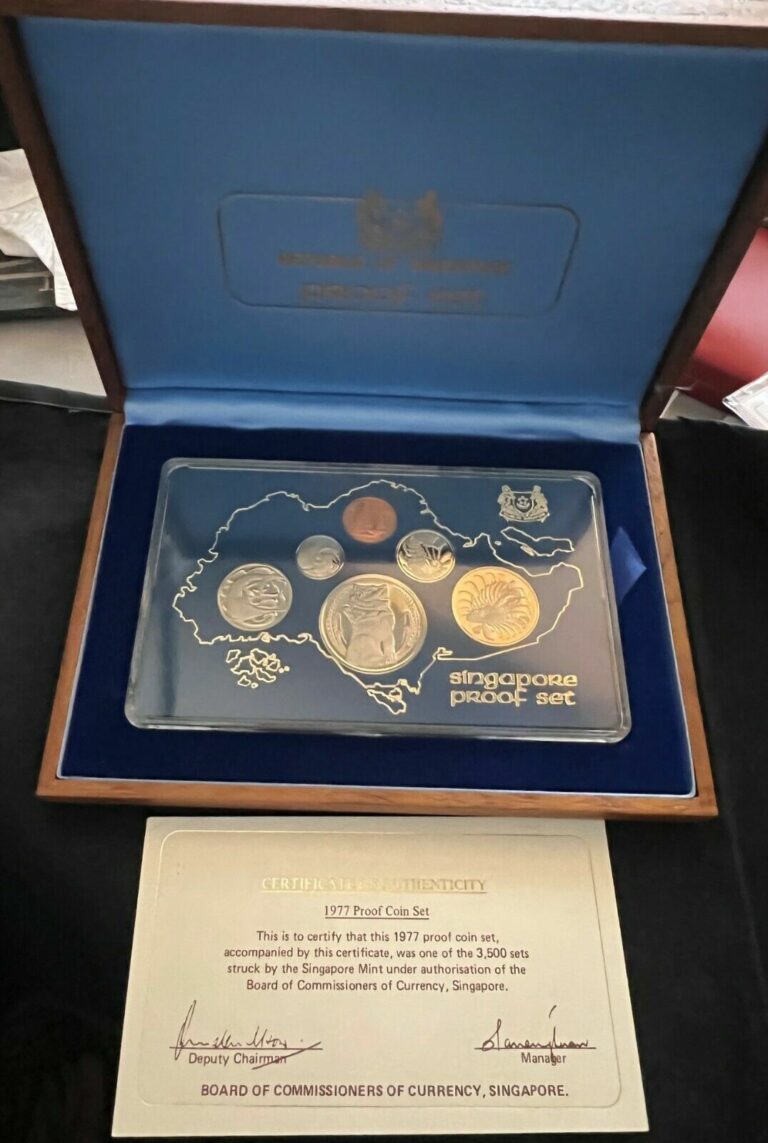 PROOF SET
singapore
proof set
CERTIFICATE OF AUTHENTICITY
1977 Proof Coin Set
This is to certify that this 1977 proof coin set,
accompanied by this certificate, was one of the 3,500 sets
struck by the Singapore Mint under authorisation of the
Board of Commissioners of Currency, Singapore.
Deputy Chairman
Manager
BOARD OF COMMISSIONERS OF CURRENCY, SINGAPORE.